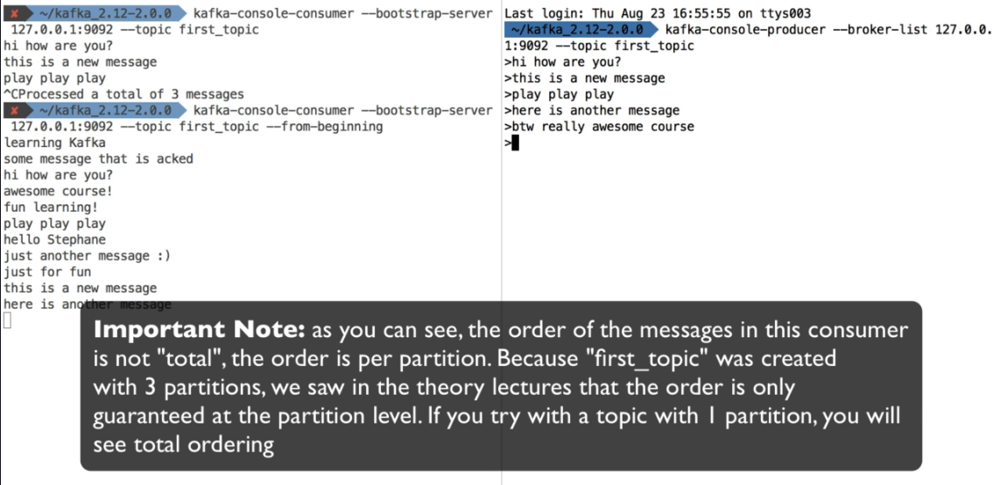 ✘ ~/kafka_2.12-2.0.0 kafka-console-consumer --bootstrap-server
127.0.0.1:9092 --topic first_topic
hi how are you?
this is a new message
play play play
^CProcessed a total of 3 messages
✘ ~/kafka_2.12-2.0.0 kafka-console-consumer --bootstrap-server
127.0.0.1:9092 --topic first_topic --from-beginning
learning Kafka
some message that is acked
hi how are you?
awesome course!
fun learning!
play play play
hello Stephane
just another message :)
just for fun
this is a new message
here is another message
Last login: Thu Aug 23 16:55:55 on ttys003
~/kafka_2.12-2.0.0 kafka-console-producer --broker-list 127.0.0.
1:9092 --topic first_topic
>hi how are you?
>this is a new message
>play play play
>here is another message
>btw really awesome course
>
Important Note: as you can see, the order of the messages in this consumer
is not "total", the order is per partition. Because "first_topic" was created
with 3 partitions, we saw in the theory lectures that the order is only
guaranteed at the partition level. If you try with a topic with 1 partition, you will
see total ordering